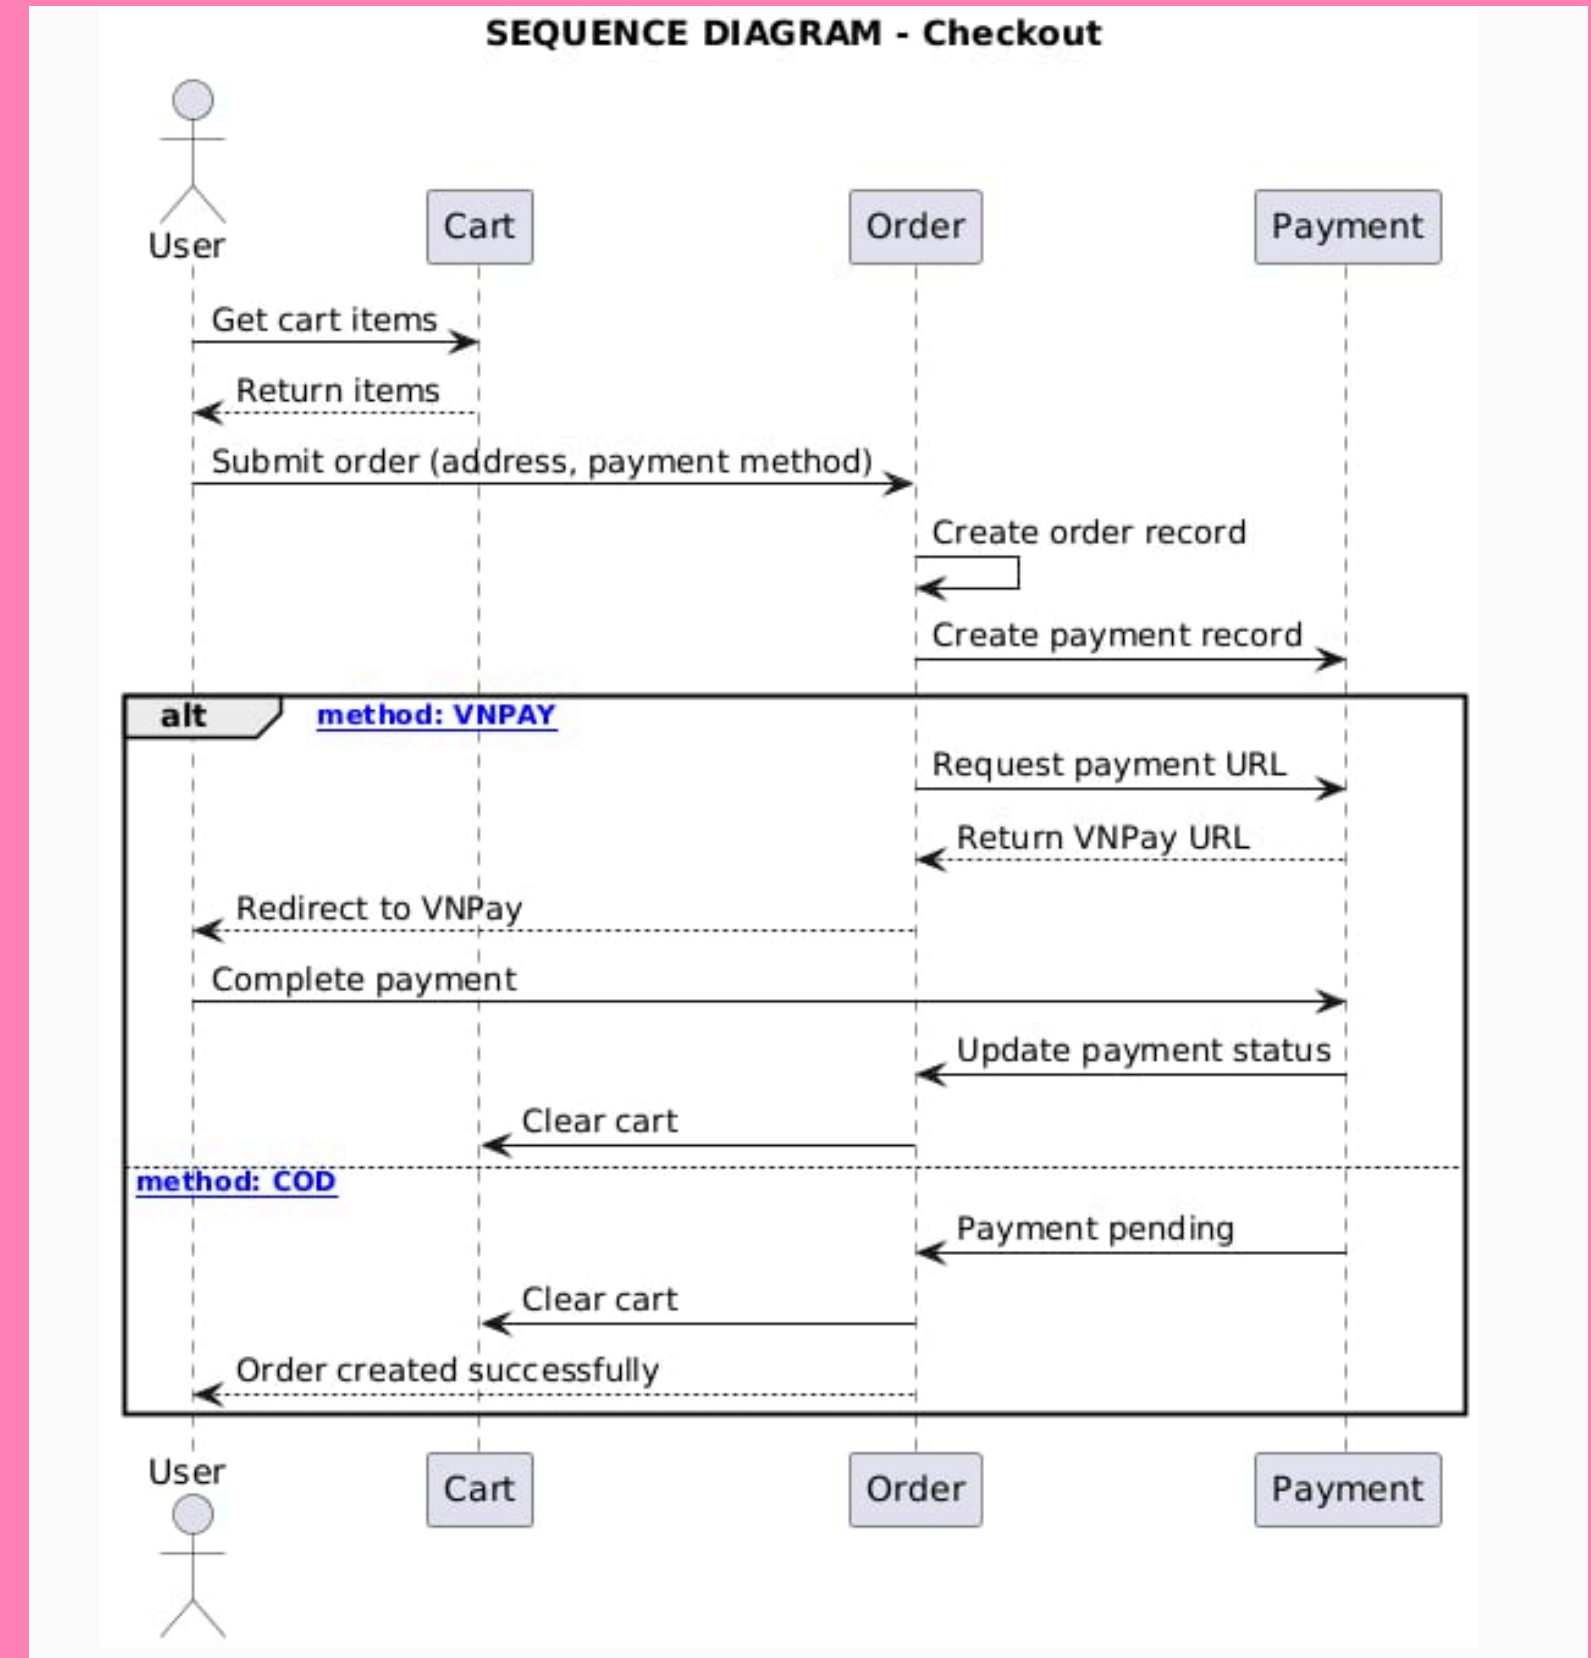 SEQUENCE DIAGRAM - Checkout
User
Cart
Order
Payment
Get cart items
Return items
Submit order (address, payment method)
Create order record
Create payment record
alt
method: VNPAY
Request payment URL
Return VNPay URL
Redirect to VNPay
Complete payment
Update payment status
Clear cart
method: COD
Payment pending
Clear cart
Order created successfully
User
Cart
Order
Payment